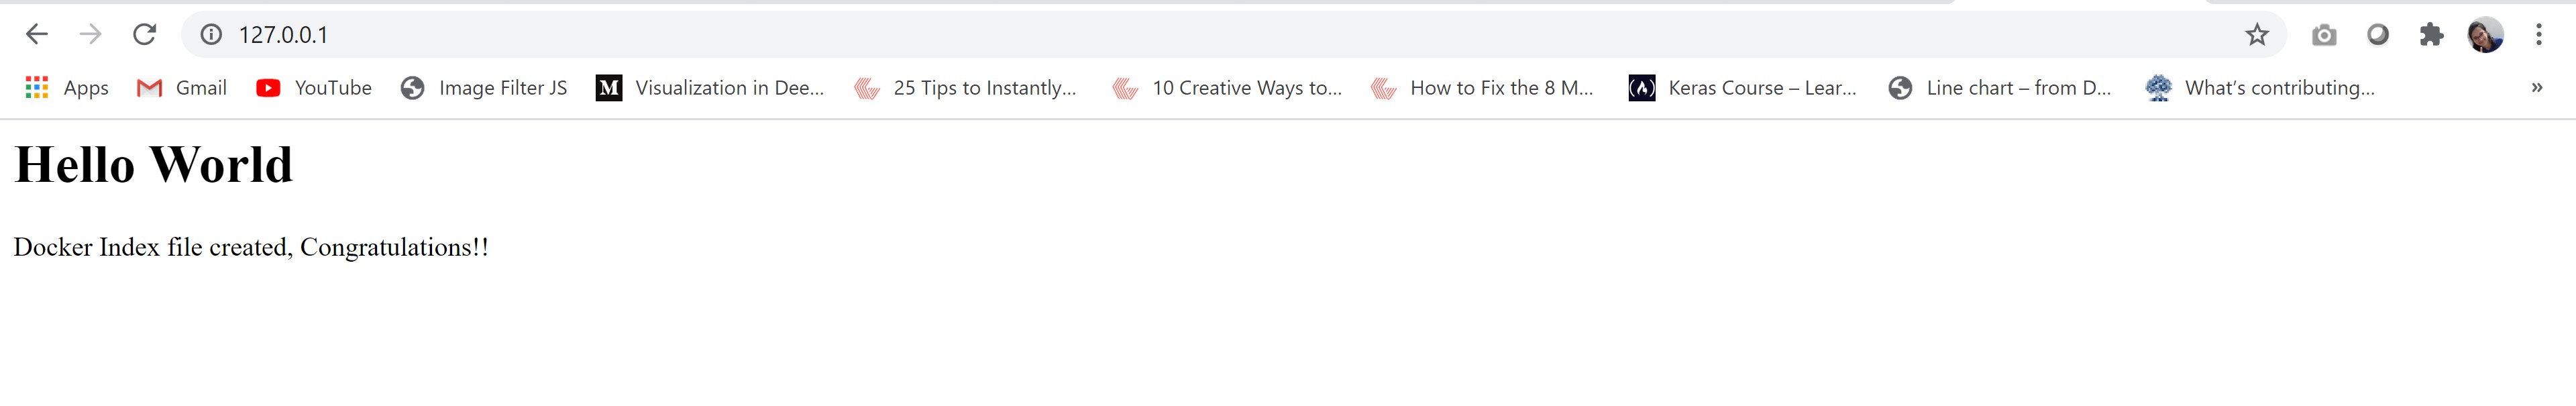 127.0.0.1
Apps Gmail YouTube Image Filter JS M Visualization in Dee... 25 Tips to Instantly... 10 Creative Ways to... How to Fix the 8 M... Keras Course – Lear... Line chart – from D... What's contributing... »
Hello World
Docker Index file created, Congratulations!!